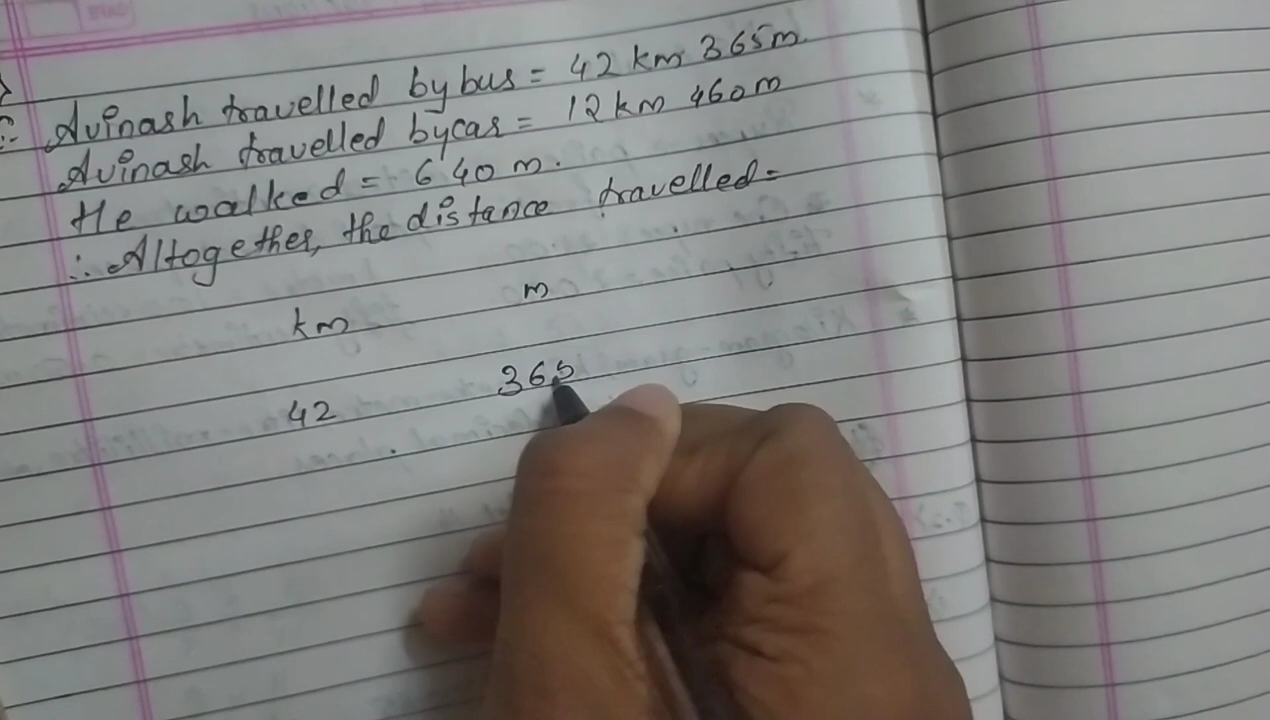 Avinash travelled by bus = 42 km 365m.
Avinash travelled by car = 12 km 460 m
He walked = 640 m.
∴ Altogether, the distance travelled =
km m
42 365